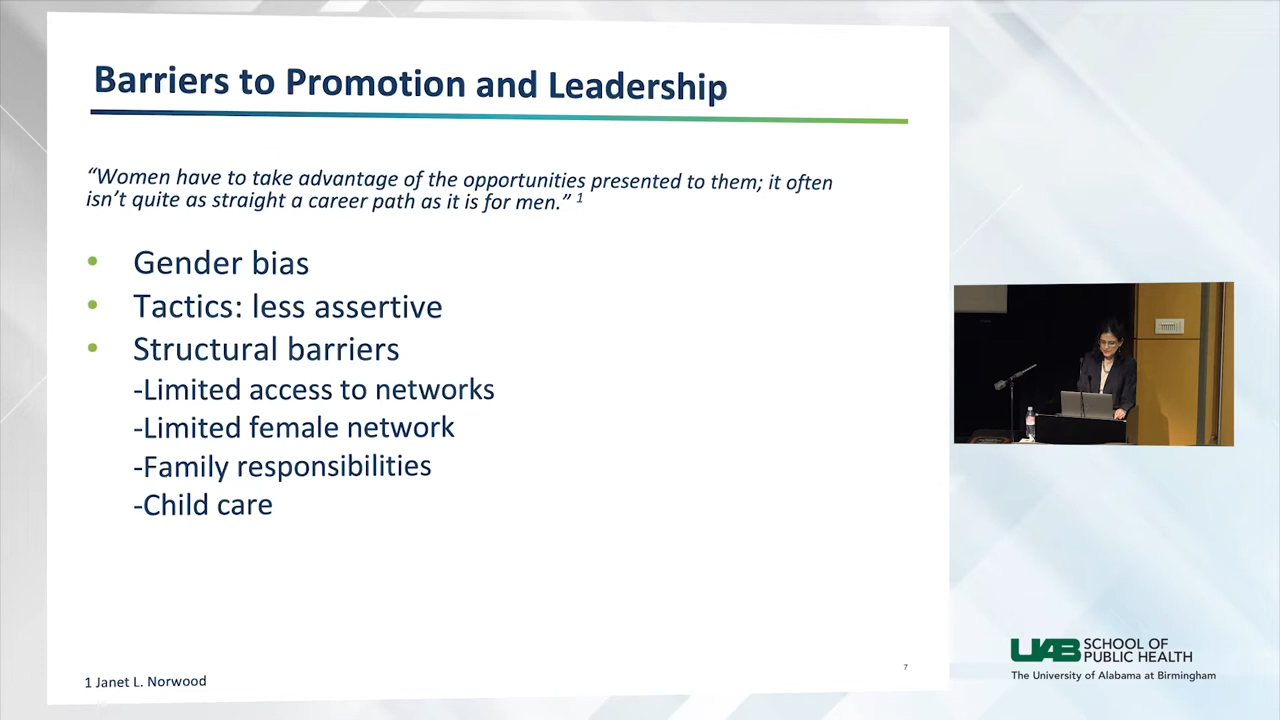 Barriers to Promotion and Leadership
“Women have to take advantage of the opportunities presented to them; it often
isn’t quite as straight a career path as it is for men.” 1
• Gender bias
• Tactics: less assertive
• Structural barriers
-Limited access to networks
-Limited female network
-Family responsibilities
-Child care
1 Janet L. Norwood
7
UAB SCHOOL OF
PUBLIC HEALTH
The University of Alabama at Birmingham